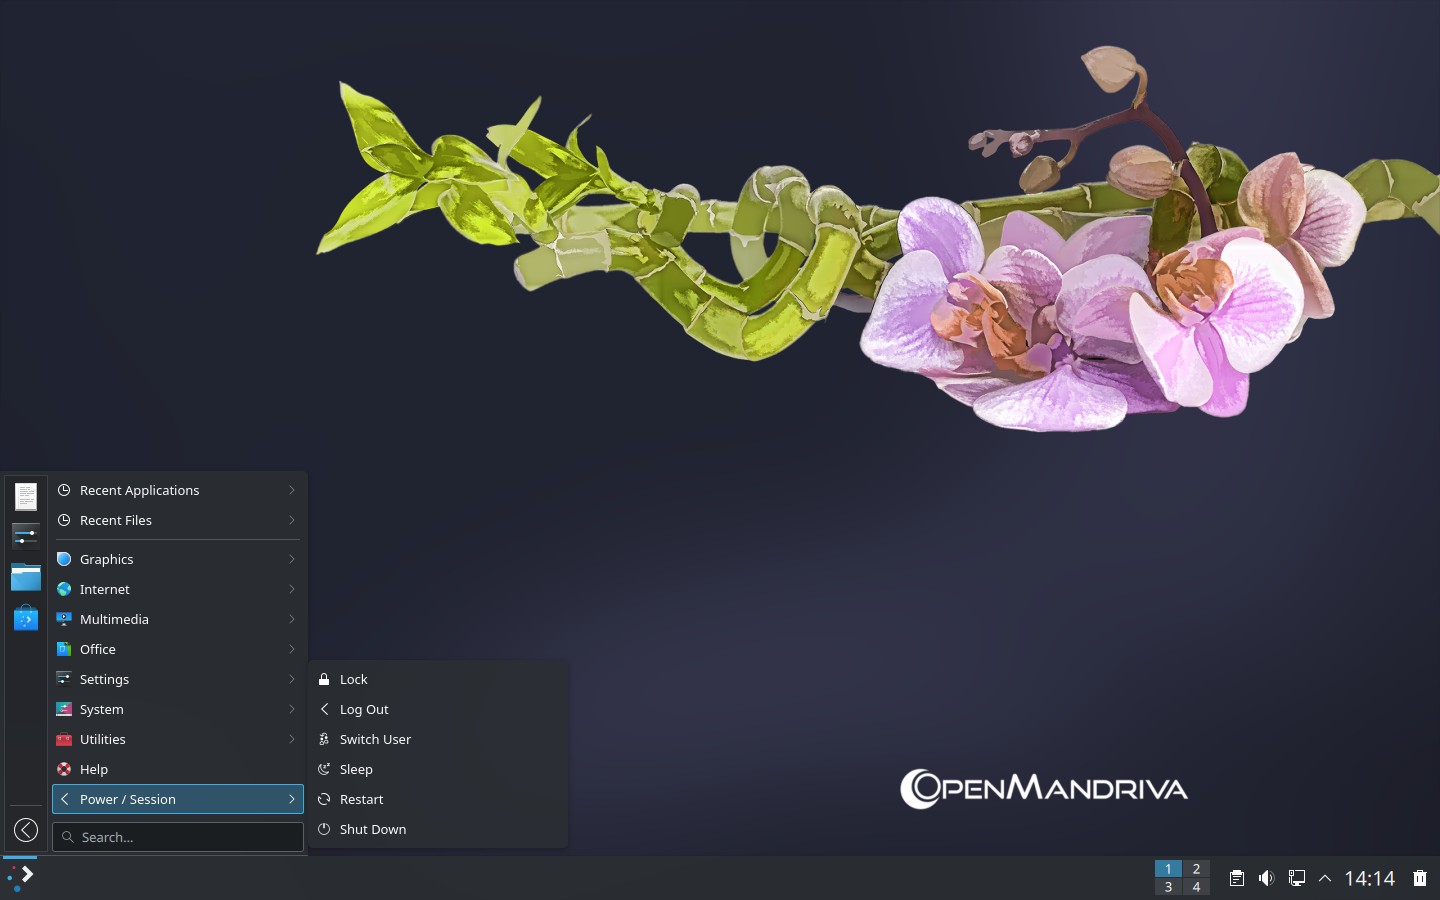 Recent Applications
Recent Files
Graphics
Internet
Multimedia
Office
Settings
System
Utilities
Help
Power / Session
Search...
Lock
Log Out
Switch User
Sleep
Restart
Shut Down
OPENMANDRIVA
1 2
3 4
14:14